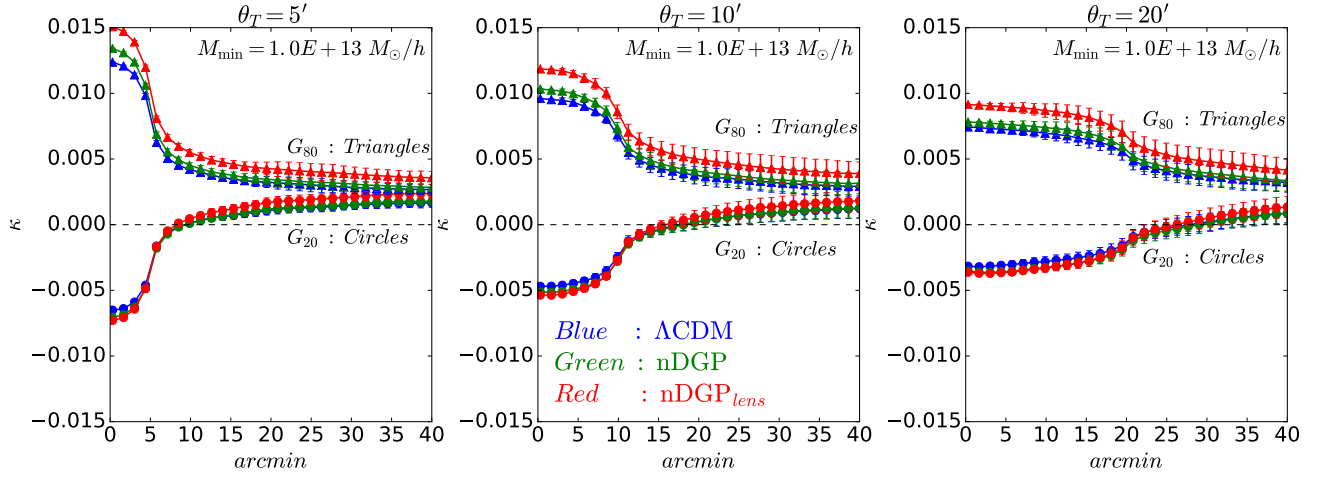 θ_T = 5′
κ
0.015
0.010
0.005
0.000
−0.005
−0.010
−0.015
M_min = 1.0E + 13 M_⊙/h
G_80 : Triangles
G_20 : Circles
0 5 10 15 20 25 30 35 40
arcmin
θ_T = 10′
κ
0.015
0.010
0.005
0.000
−0.005
−0.010
−0.015
M_min = 1.0E + 13 M_⊙/h
G_80 : Triangles
G_20 : Circles
Blue : ΛCDM
Green : nDGP
Red : nDGP_lens
0 5 10 15 20 25 30 35 40
arcmin
θ_T = 20′
κ
0.015
0.010
0.005
0.000
−0.005
−0.010
−0.015
M_min = 1.0E + 13 M_⊙/h
G_80 : Triangles
G_20 : Circles
0 5 10 15 20 25 30 35 40
arcmin